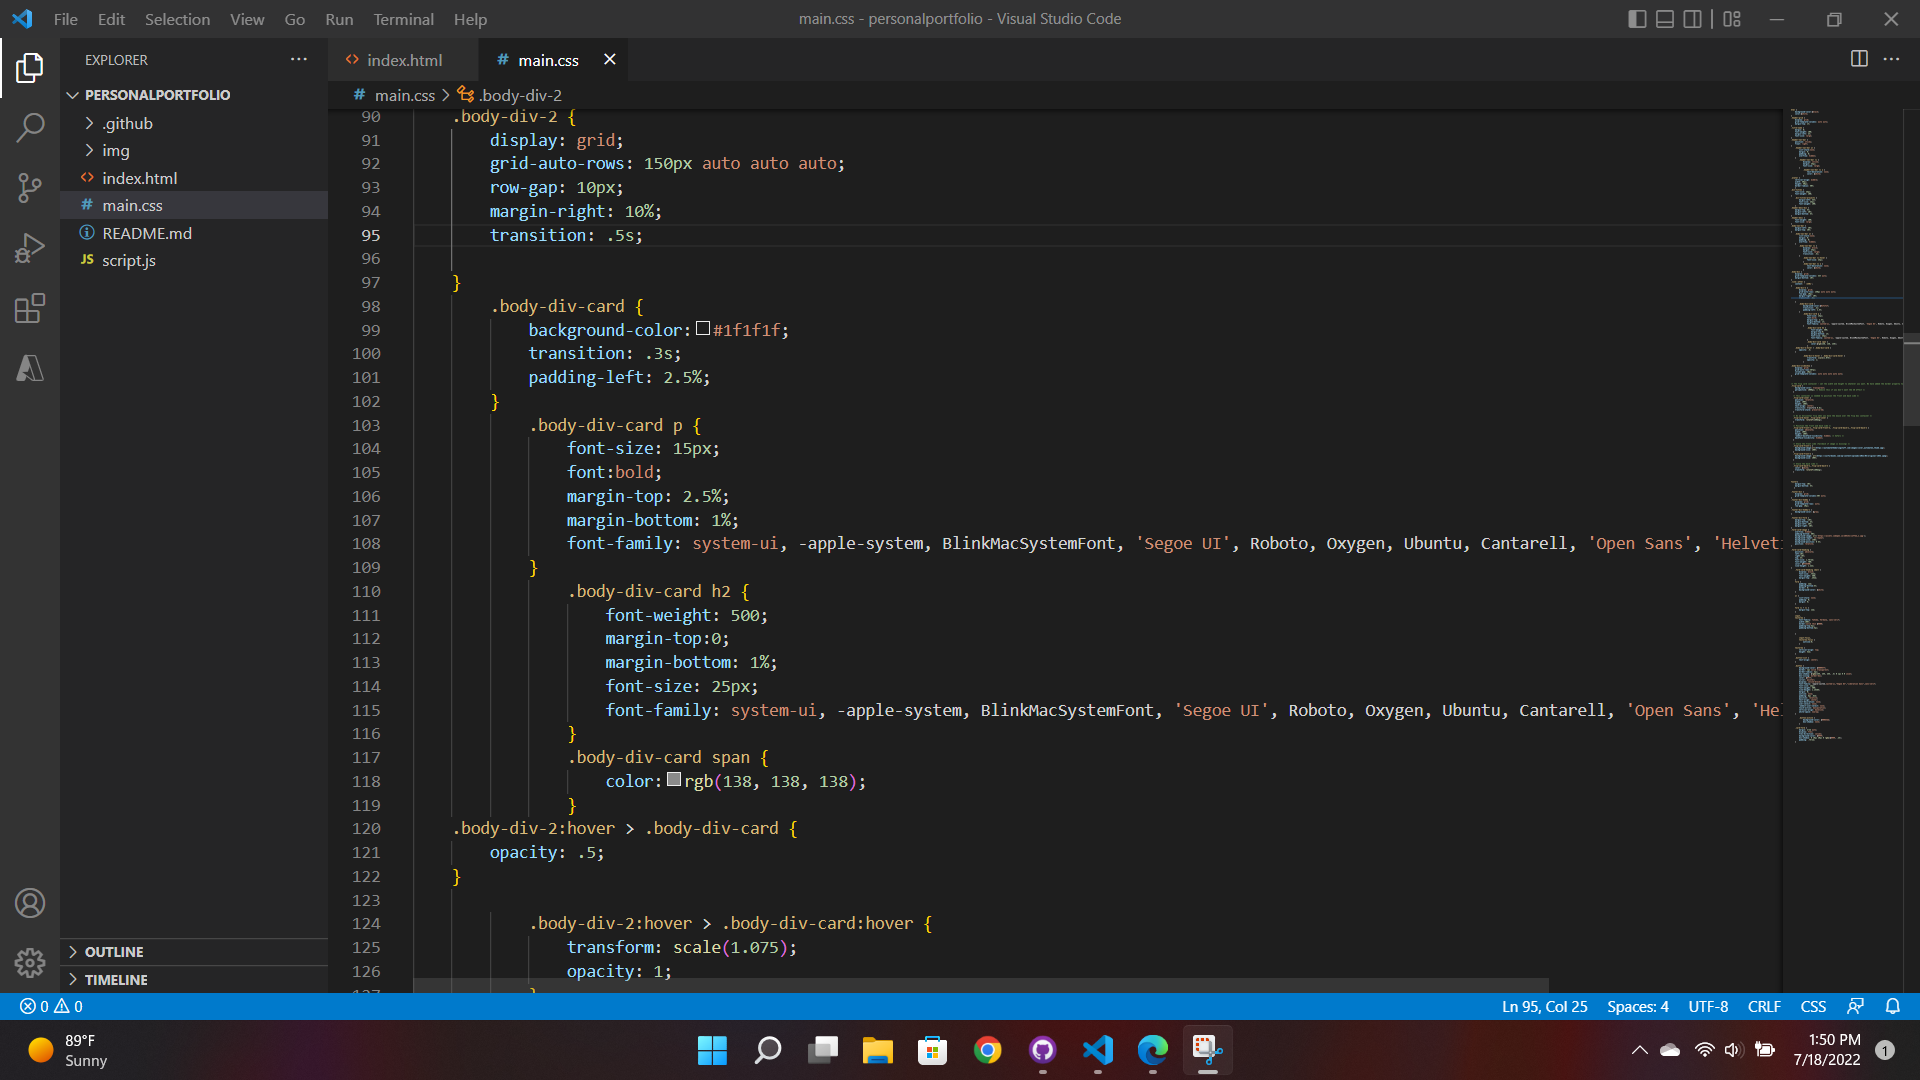 File Edit Selection View Go Run Terminal Help
main.css - personalportfolio - Visual Studio Code
EXPLORER
PERSONALPORTFOLIO
.github
img
index.html
main.css
README.md
JS script.js
OUTLINE
TIMELINE
index.html
# main.css
# main.css > .body-div-2
90 .body-div-2 {
91 display: grid;
92 grid-auto-rows: 150px auto auto auto;
93 row-gap: 10px;
94 margin-right: 10%;
95 transition: .5s;
96
97 }
98 .body-div-card {
99 background-color: #1f1f1f;
100 transition: .3s;
101 padding-left: 2.5%;
102 }
103 .body-div-card p {
104 font-size: 15px;
105 font:bold;
106 margin-top: 2.5%;
107 margin-bottom: 1%;
108 font-family: system-ui, -apple-system, BlinkMacSystemFont, 'Segoe UI', Roboto, Oxygen, Ubuntu, Cantarell, 'Open Sans', 'Helveti
109 }
110 .body-div-card h2 {
111 font-weight: 500;
112 margin-top:0;
113 margin-bottom: 1%;
114 font-size: 25px;
115 font-family: system-ui, -apple-system, BlinkMacSystemFont, 'Segoe UI', Roboto, Oxygen, Ubuntu, Cantarell, 'Open Sans', 'Hel
116 }
117 .body-div-card span {
118 color: rgb(138, 138, 138);
119 }
120 .body-div-2:hover > .body-div-card {
121 opacity: .5;
122 }
123
124 .body-div-2:hover > .body-div-card:hover {
125 transform: scale(1.075);
126 opacity: 1;
0 0
Ln 95, Col 25 Spaces: 4 UTF-8 CRLF CSS
89°F
Sunny
1:50 PM
7/18/2022
1